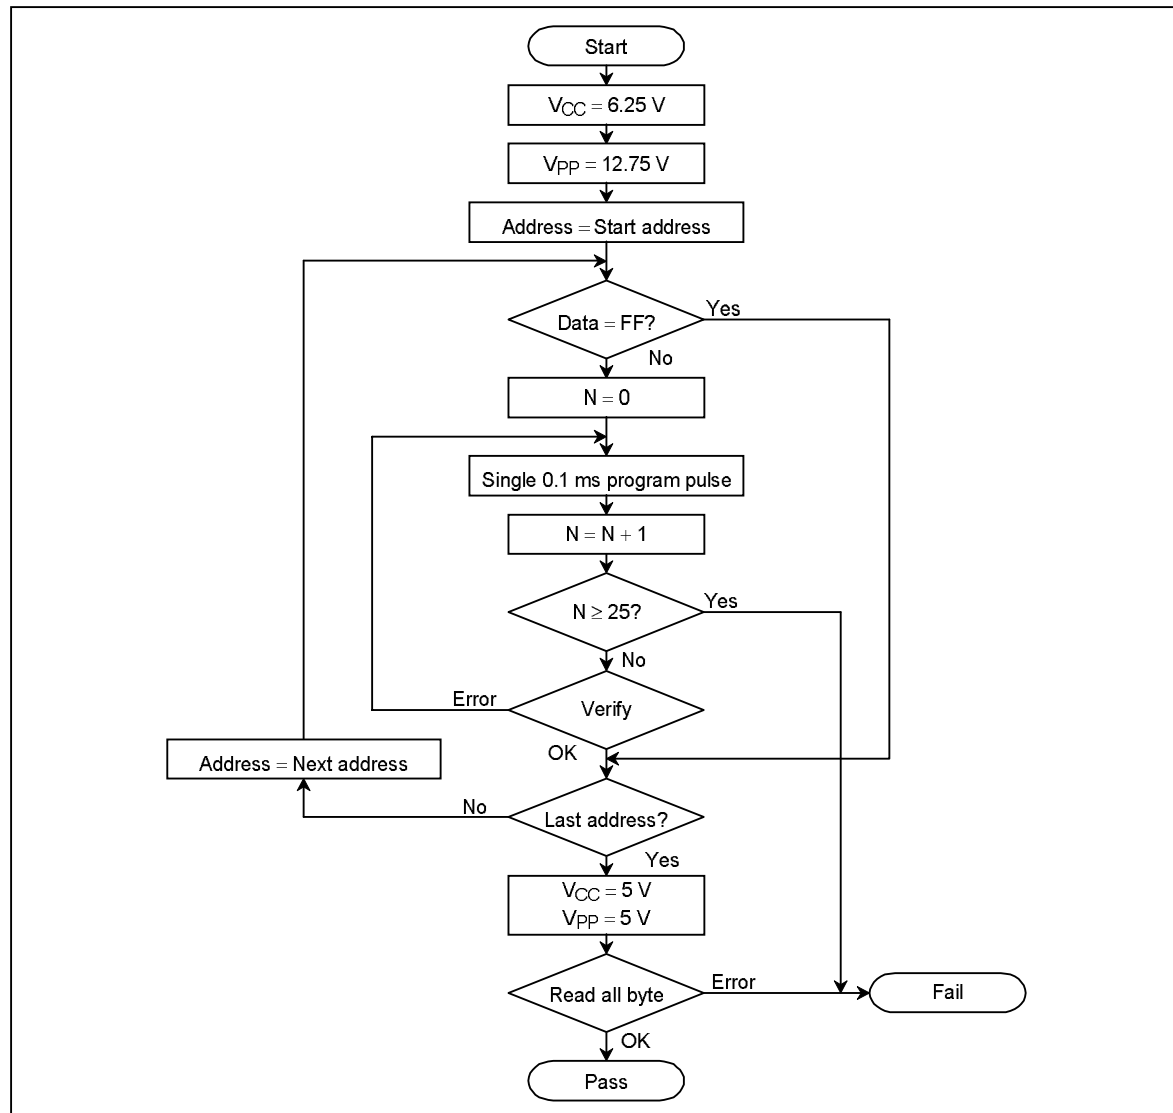 Start
VCC = 6.25 V
VPP = 12.75 V
Address = Start address
Data = FF?
Yes
No
N = 0
Single 0.1 ms program pulse
N = N + 1
N ≥ 25?
Yes
No
Verify
Error
OK
Address = Next address
Last address?
No
Yes
VCC = 5 V
VPP = 5 V
Read all byte
Error
Fail
OK
Pass